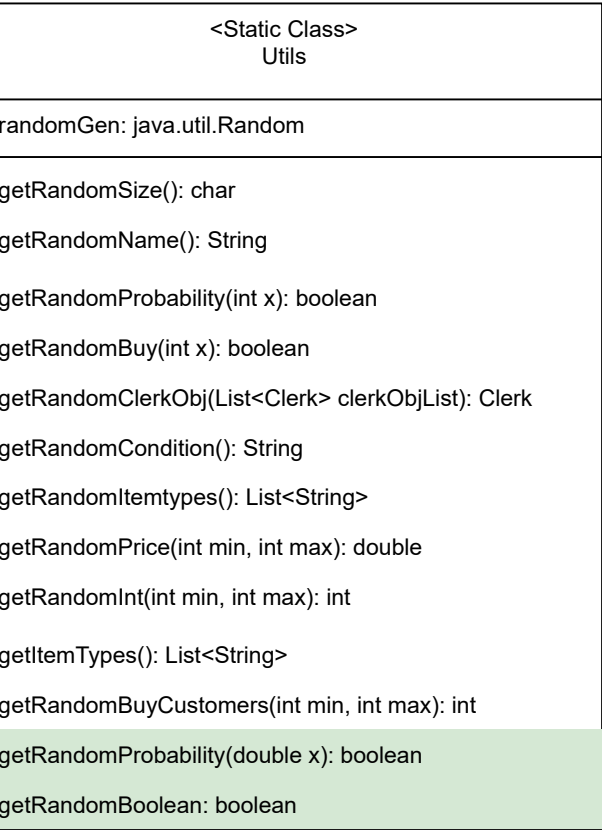 <Static Class>
Utils
randomGen: java.util.Random
getRandomSize(): char
getRandomName(): String
getRandomProbability(int x): boolean
getRandomBuy(int x): boolean
getRandomClerkObj(List<Clerk> clerkObjList): Clerk
getRandomCondition(): String
getRandomItemtypes(): List<String>
getRandomPrice(int min, int max): double
getRandomInt(int min, int max): int
getItemTypes(): List<String>
getRandomBuyCustomers(int min, int max): int
getRandomProbability(double x): boolean
getRandomBoolean: boolean